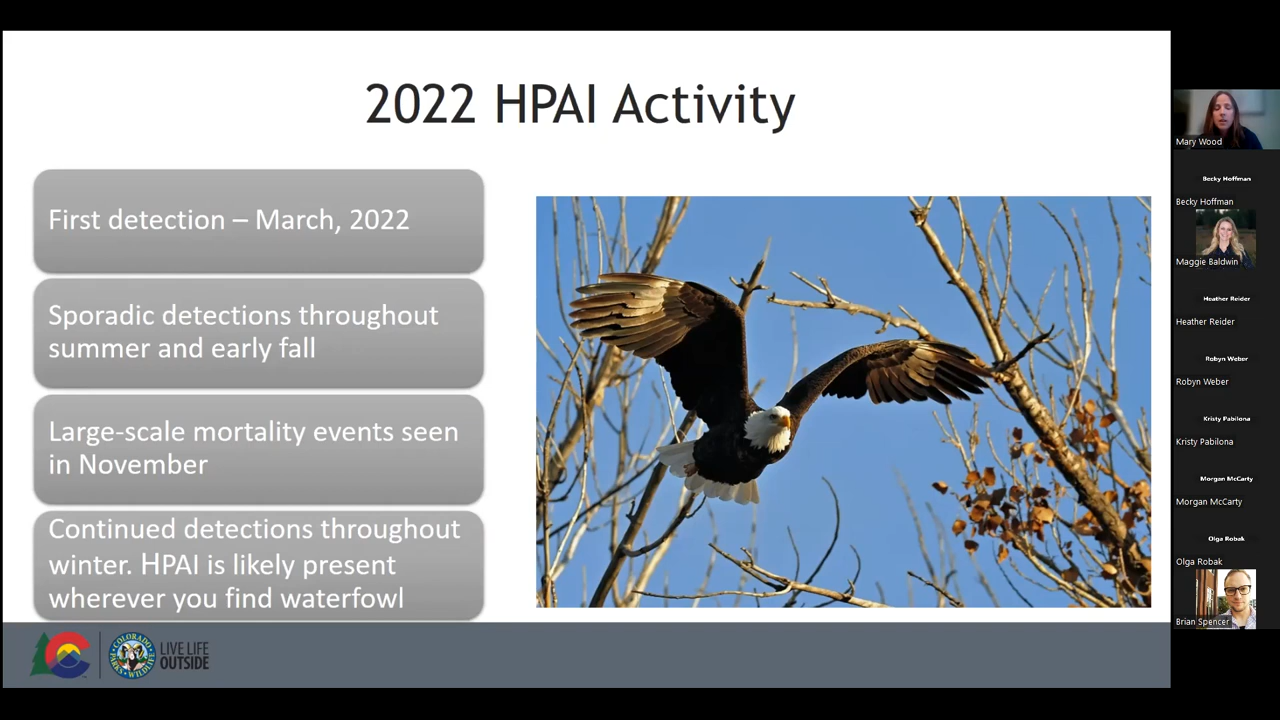 2022 HPAI Activity
First detection – March, 2022
Sporadic detections throughout
summer and early fall
Large-scale mortality events seen
in November
Continued detections throughout
winter. HPAI is likely present
wherever you find waterfowl
COLORADO
PARKS • WILDLIFE
LIVE LIFE
OUTSIDE
Mary Wood
Becky Hoffman
Becky Hoffman
Maggie Baldwin
Heather Reider
Heather Reider
Robyn Weber
Robyn Weber
Kristy Pabilona
Kristy Pabilona
Morgan McCarty
Morgan McCarty
Olga Robak
Olga Robak
Brian Spencer